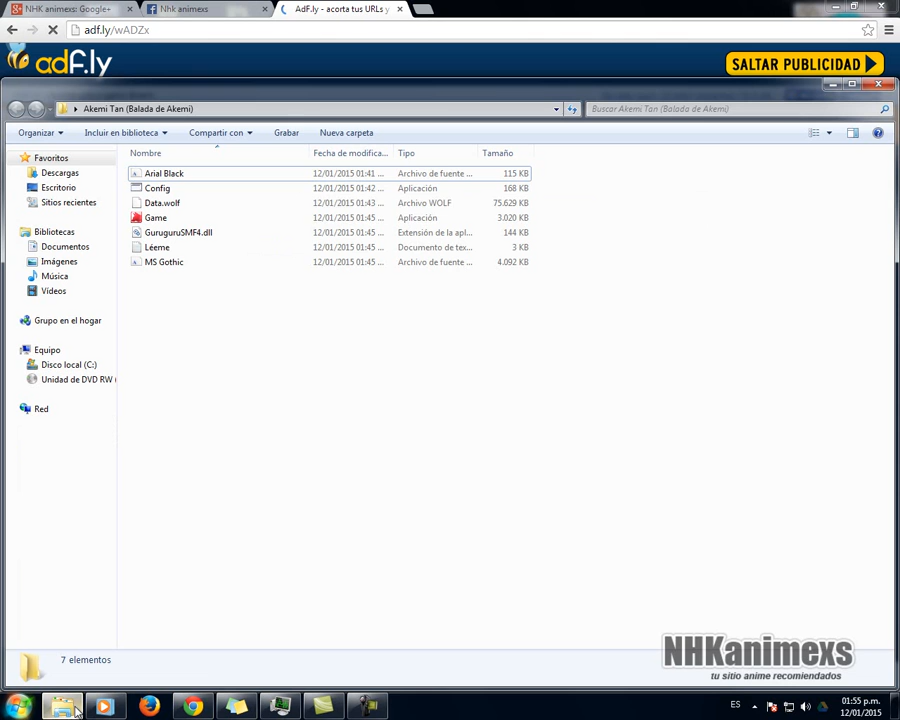 NHK animexs: Google+
Nhk animexs
AdF.ly - acorta tus URLs y
adf.ly/wADZx
adf.ly
SALTAR PUBLICIDAD
Akemi Tan (Balada de Akemi)
Buscar Akemi Tan (Balada de Akemi)
Organizar
Incluir en biblioteca
Compartir con
Grabar
Nueva carpeta
Favoritos
Descargas
Escritorio
Sitios recientes
Bibliotecas
Documentos
Imágenes
Música
Vídeos
Grupo en el hogar
Equipo
Disco local (C:)
Unidad de DVD RW (
Red
Nombre Fecha de modifica... Tipo Tamaño
Arial Black 12/01/2015 01:41 ... Archivo de fuente ... 115 KB
Config 12/01/2015 01:42 ... Aplicación 168 KB
Data.wolf 12/01/2015 01:43 ... Archivo WOLF 75.629 KB
Game 12/01/2015 01:45 ... Aplicación 3.020 KB
GuruguruSMF4.dll 12/01/2015 01:45 ... Extensión de la apl... 144 KB
Léeme 12/01/2015 01:45 ... Documento de tex... 3 KB
MS Gothic 12/01/2015 01:45 ... Archivo de fuente ... 4.092 KB
7 elementos
NHKanimexs
tu sitio anime recomendados
ES
01:55 p.m.
12/01/2015